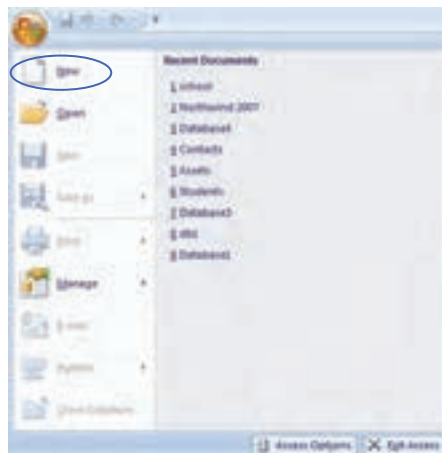 New
Open
Save
Save As
Print
Manage
E-mail
Publish
Close Database
Recent Documents
1 school
2 Northwind 2007
3 Database4
4 Contacts
5 Assets
6 Students
7 Database3
8 db1
9 Database1
Access Options
Exit Access